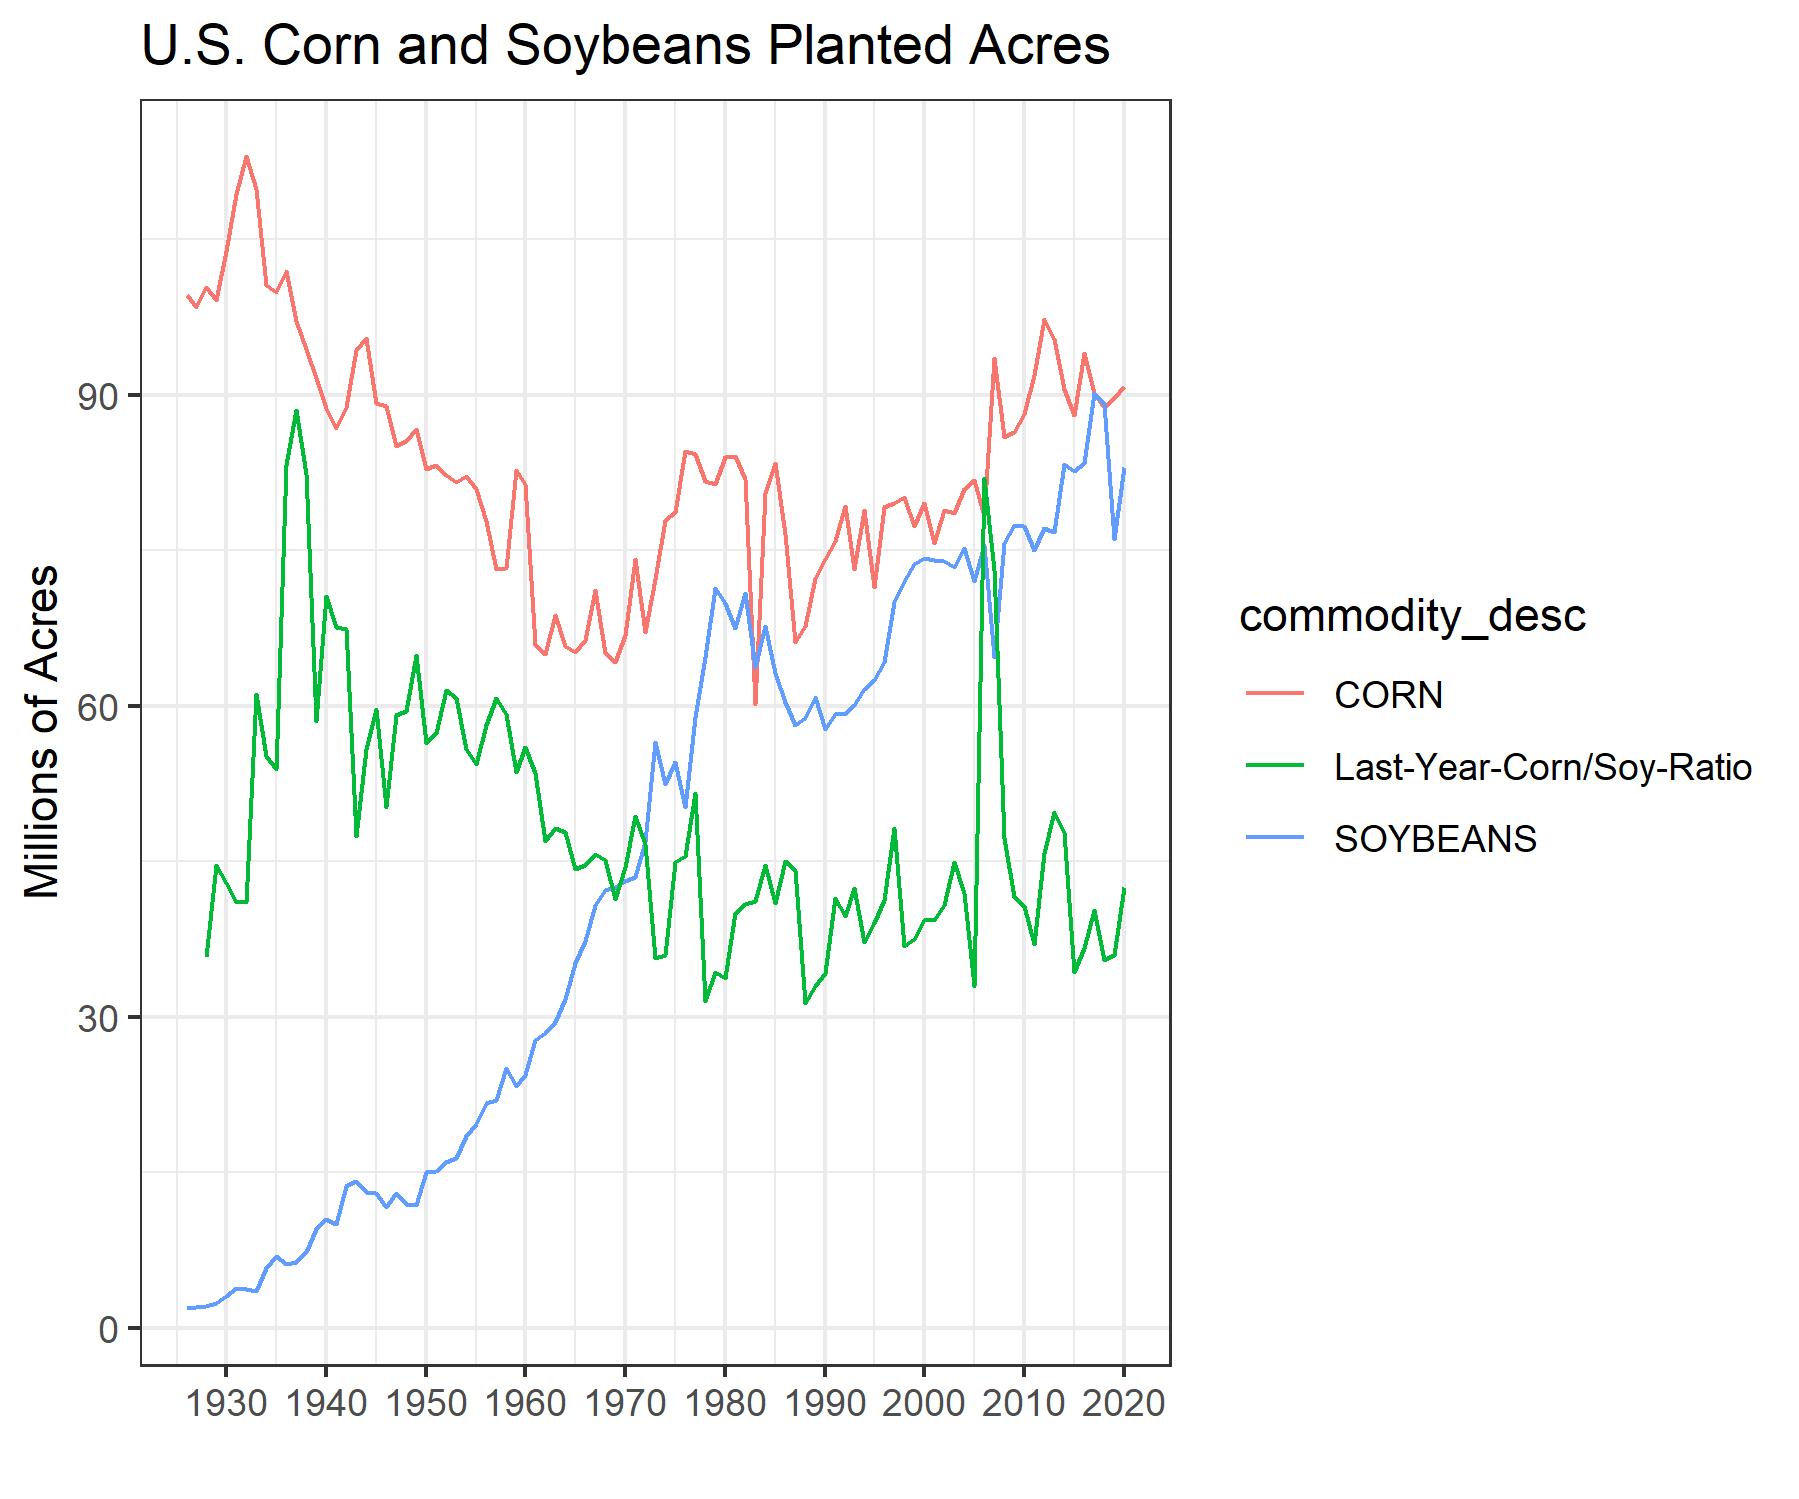 U.S. Corn and Soybeans Planted Acres
Millions of Acres
90
60
30
0
1930 1940 1950 1960 1970 1980 1990 2000 2010 2020
commodity_desc
CORN
Last-Year-Corn/Soy-Ratio
SOYBEANS